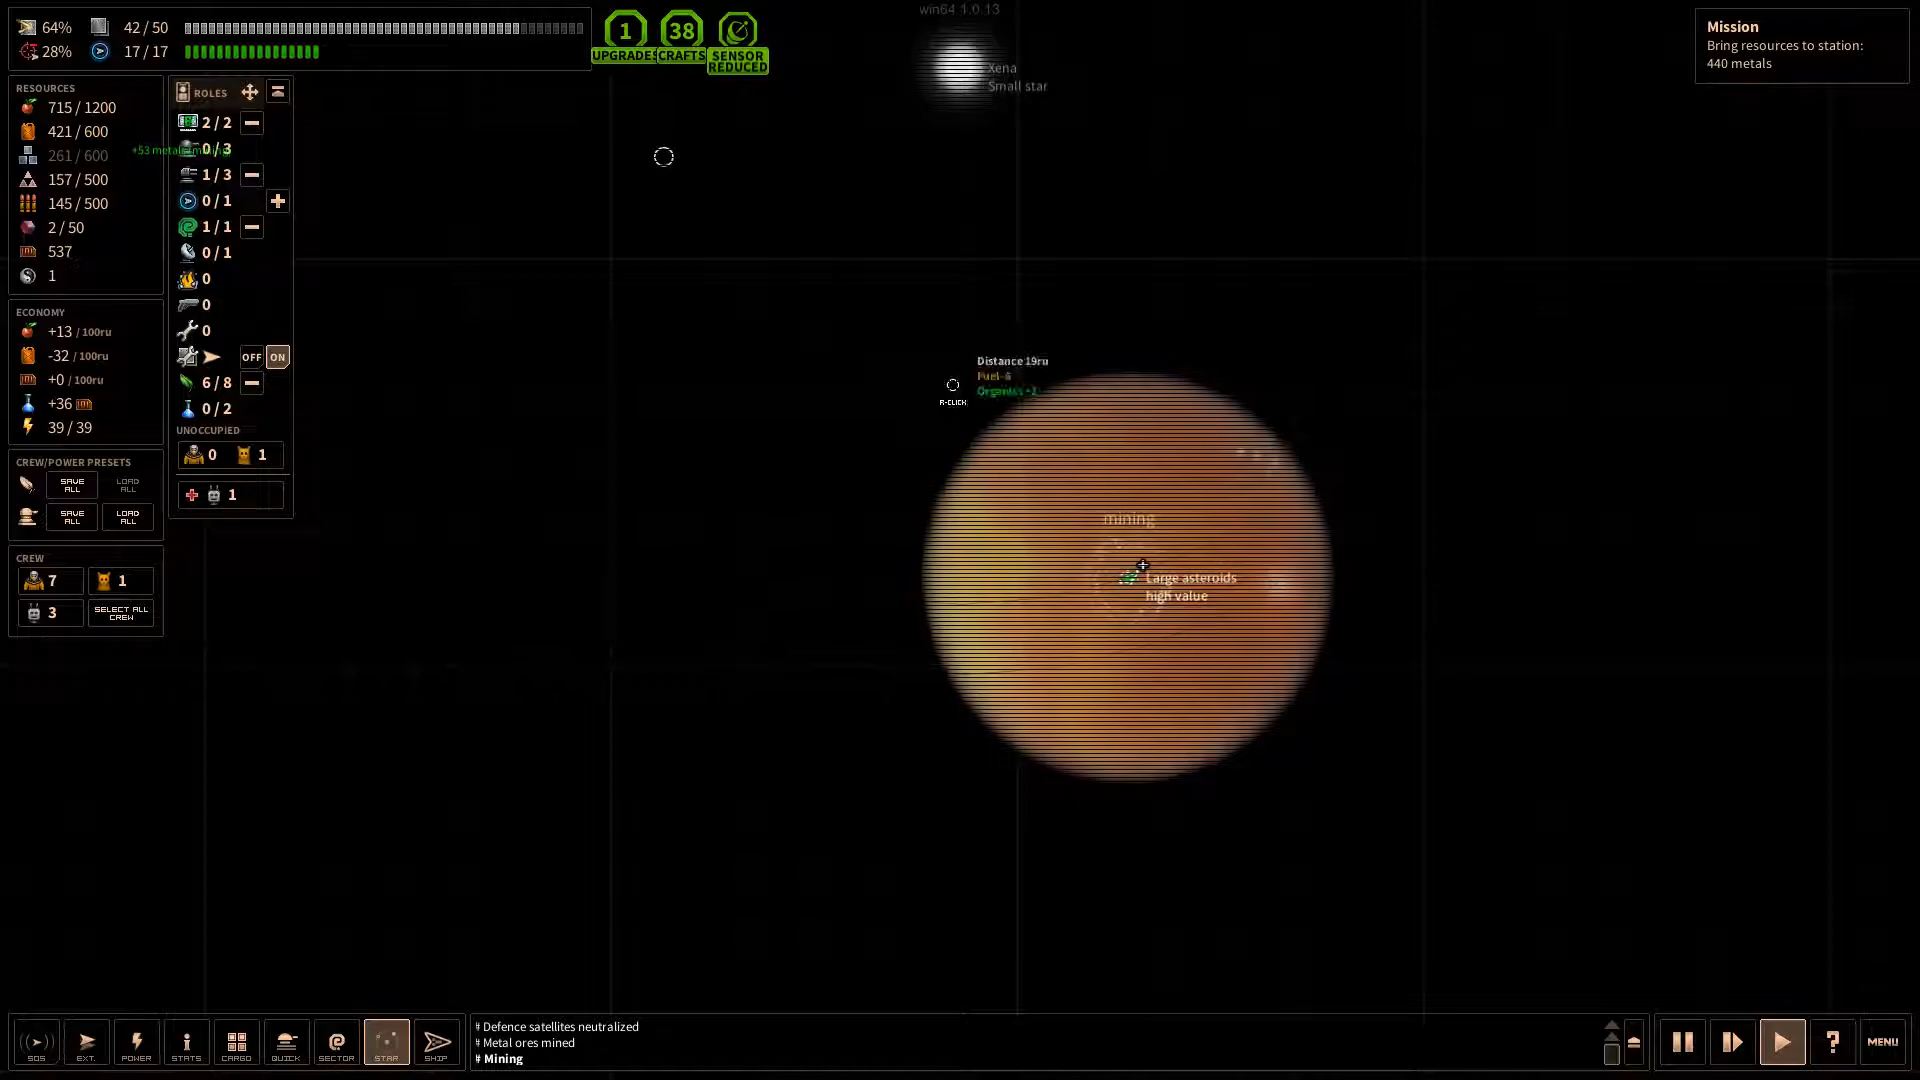 64%
42 / 50
28%
17 / 17
1
UPGRADES
38
CRAFTS
SENSOR
REDUCED
win64 1.0.13
Xena
Small star
Mission
Bring resources to station:
440 metals
RESOURCES
715 / 1200
421 / 600
261 / 600
157 / 500
145 / 500
2 / 50
537
1
ECONOMY
+13 / 100ru
-32 / 100ru
+0 / 100ru
+36
39 / 39
CREW/POWER PRESETS
SAVE ALL
LOAD ALL
SAVE ALL
LOAD ALL
CREW
7
1
3
SELECT ALL CREW
ROLES
2 / 2
+53 metals
0 / 3
1 / 3
0 / 1
1 / 1
0 / 1
0
0
0
OFF
ON
6 / 8
0 / 2
UNOCCUPIED
0
1
1
Distance 19ru
Fuel
Organics
R-CLICK
mining
Large asteroids
high value
SOS
EXT.
POWER
STATS
CARGO
QUICK
SECTOR
STAR
SHIP
# Defence satellites neutralized
# Metal ores mined
# Mining
?
MENU